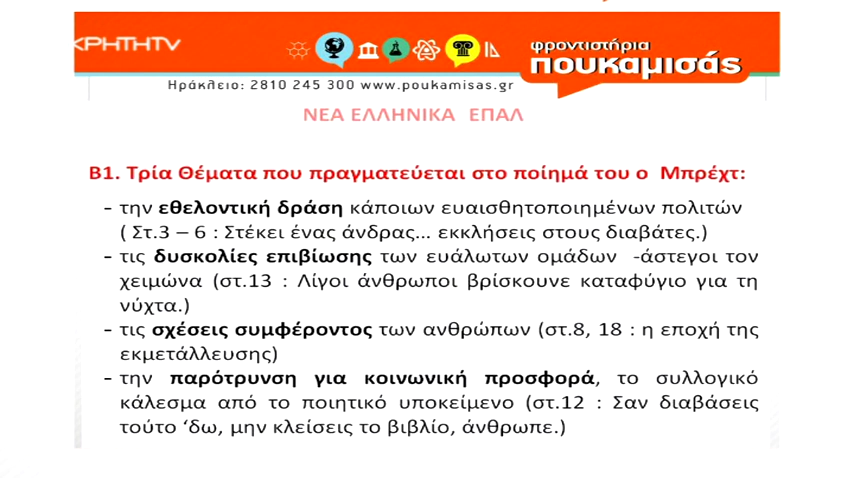 ΚΡΗΤΗTV
φροντιστήρια
πουκαμισάς
Ηράκλειο: 2810 245 300 www.poukamisas.gr
ΝΕΑ ΕΛΛΗΝΙΚΑ ΕΠΑΛ
Β1. Τρία Θέματα που πραγματεύεται στο ποίημά του ο Μπρέχτ:
- την εθελοντική δράση κάποιων ευαισθητοποιημένων πολιτών
( Στ.3 – 6 : Στέκει ένας άνδρας... εκκλήσεις στους διαβάτες.)
- τις δυσκολίες επιβίωσης των ευάλωτων ομάδων -άστεγοι τον
χειμώνα (στ.13 : Λίγοι άνθρωποι βρίσκουνε καταφύγιο για τη
νύχτα.)
- τις σχέσεις συμφέροντος των ανθρώπων (στ.8, 18 : η εποχή της
εκμετάλλευσης)
- την παρότρυνση για κοινωνική προσφορά, το συλλογικό
κάλεσμα από το ποιητικό υποκείμενο (στ.12 : Σαν διαβάσεις
τούτο ‘δω, μην κλείσεις το βιβλίο, άνθρωπε.)